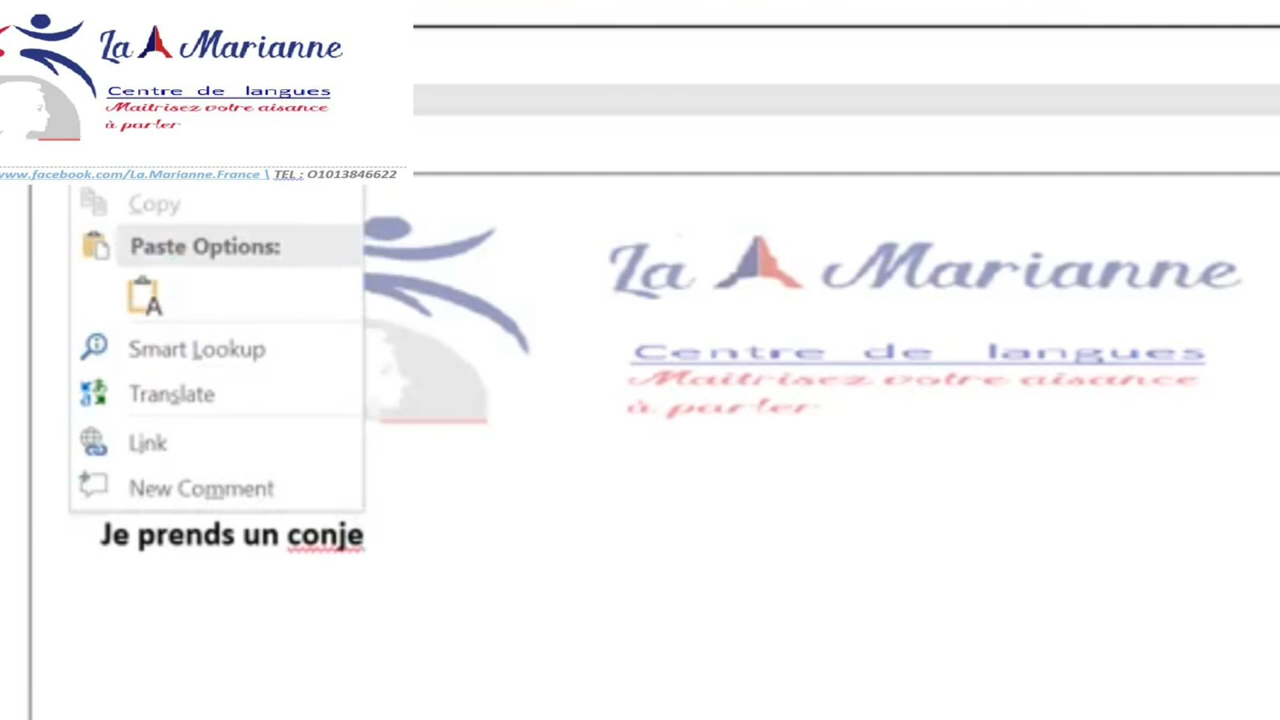 La Marianne
Centre de langues
Maitrisez votre aisance
à parler
www.facebook.com/La.Marianne.France \ TEL : O1013846622
Copy
Paste Options:
A
Smart Lookup
Translate
Link
New Comment
La Marianne
Centre de langues
Maitrisez votre aisance
à parler
Je prends un conje